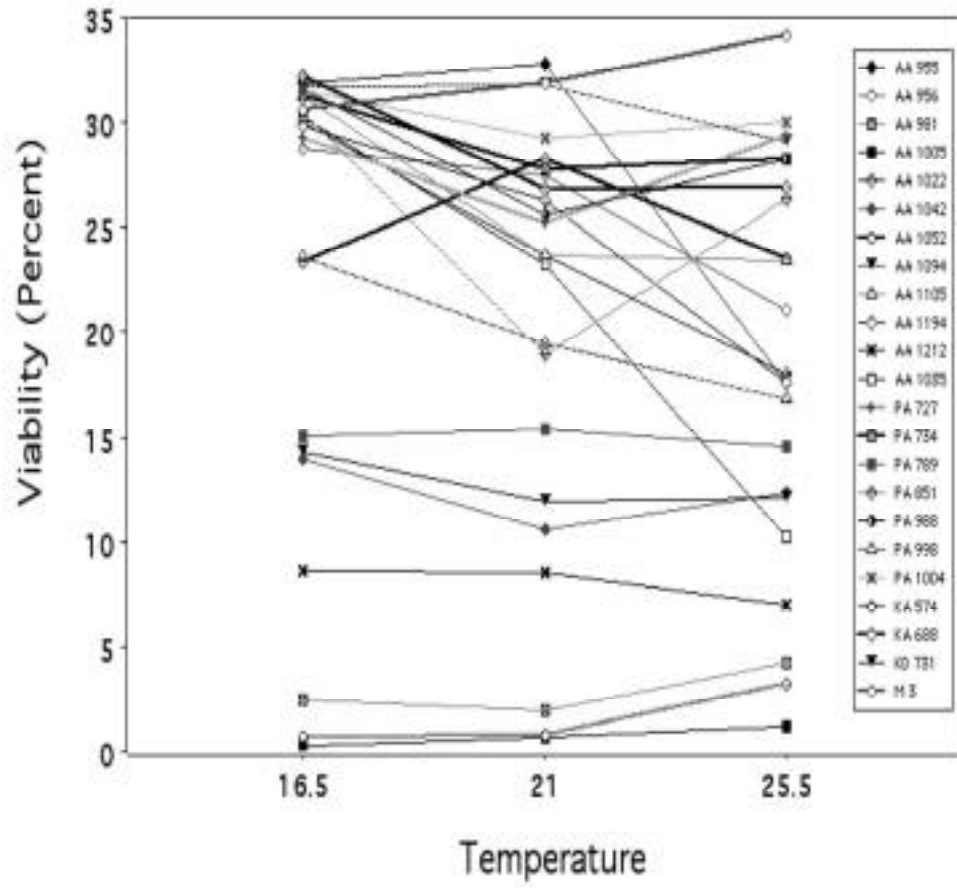 35
30
25
20
15
10
5
0
Viability (Percent)
16.5 21 25.5
Temperature
AA 955
AA 956
AA 981
AA 1005
AA 1022
AA 1042
AA 1052
AA 1094
AA 1105
AA 1194
AA 1212
AA 1085
PA 727
PA 734
PA 789
PA 851
PA 988
PA 998
PA 1004
KA 574
KA 688
KO 731
M 3